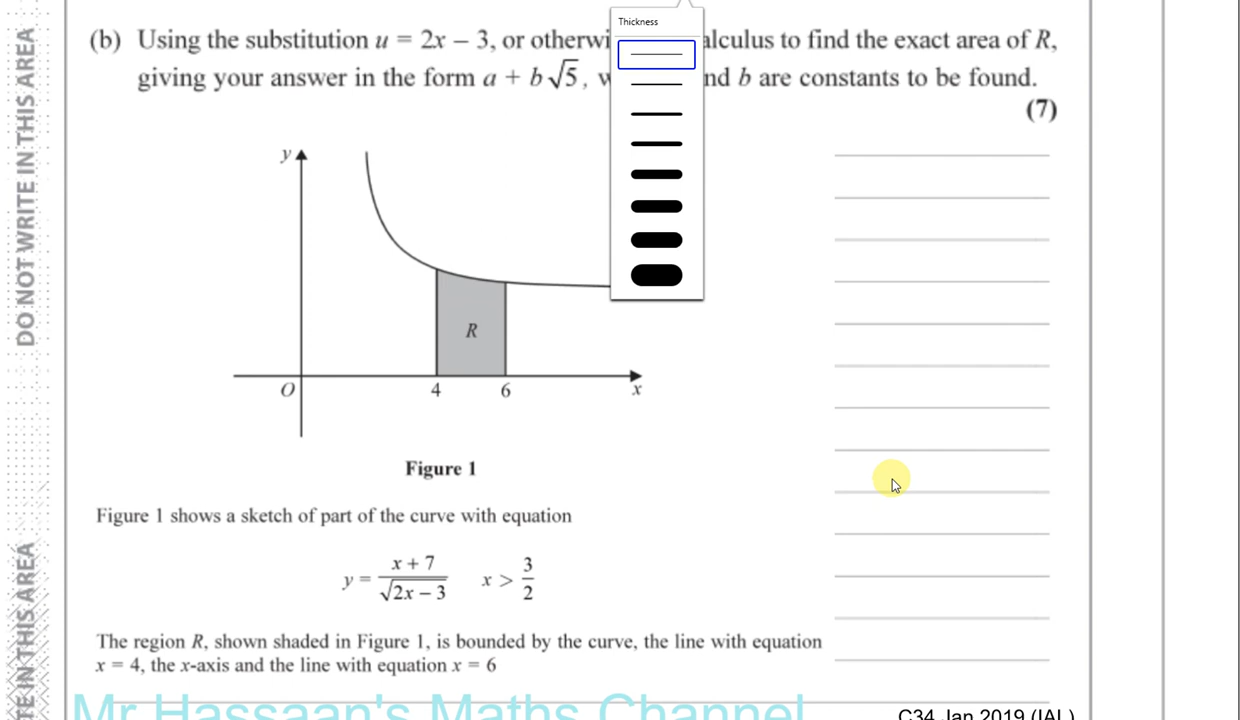 DO NOT WRITE IN THIS AREA
TE IN THIS AREA
(b) Using the substitution u = 2x – 3, or otherwi alculus to find the exact area of R,
giving your answer in the form a + b√5, w nd b are constants to be found.
(7)
Thickness
y
R
O 4 6 x
Figure 1
Figure 1 shows a sketch of part of the curve with equation
y = (x + 7)/√(2x – 3) x > 3/2
The region R, shown shaded in Figure 1, is bounded by the curve, the line with equation
x = 4, the x-axis and the line with equation x = 6
Mr Hassaan's Maths Channel
C34 Jan 2019 (IAL)